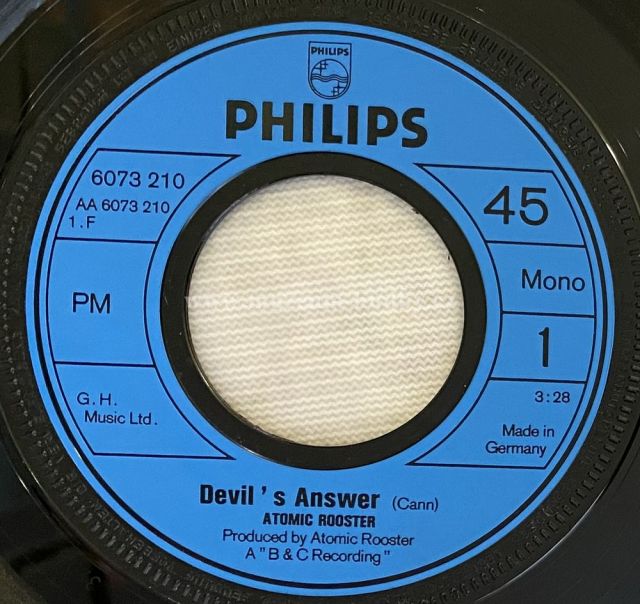 PHILIPS
PHILIPS
6073 210
AA 6073 210
1.F
PM
G.H.
Music Ltd.
45
Mono
1
3:28
Made in
Germany
Devil's Answer (Cann)
ATOMIC ROOSTER
Produced by Atomic Rooster
A "B & C Recording"